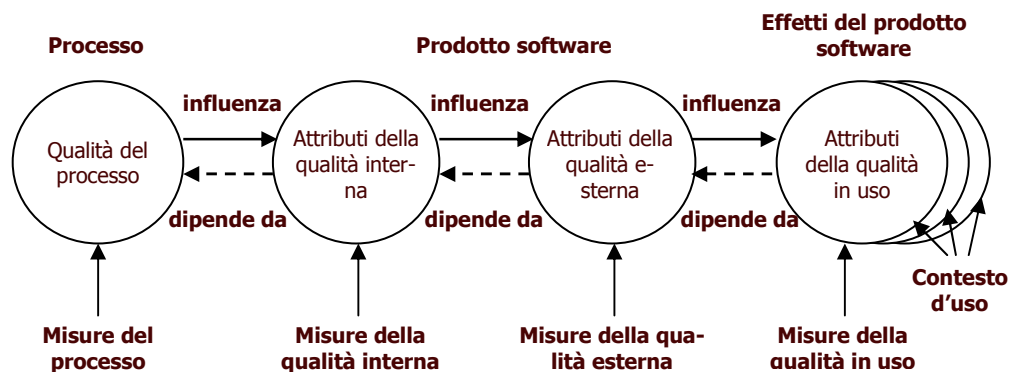 Processo
Prodotto software
Effetti del prodotto
software
influenza
influenza
influenza
Qualità del
processo
Attributi della
qualità inter-
na
Attributi della
qualità e-
sterna
Attributi
della qualità
in uso
dipende da
dipende da
dipende da
Contesto
d'uso
Misure del
processo
Misure della
qualità interna
Misure della qua-
lità esterna
Misure della
qualità in uso